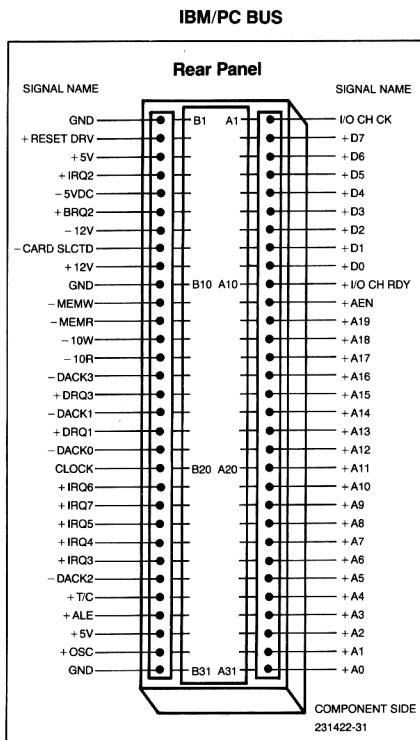 IBM/PC BUS
Rear Panel
SIGNAL NAME SIGNAL NAME
GND B1 A1 I/O CH CK
+RESET DRV +D7
+5V +D6
+IRQ2 +D5
-5VDC +D4
+BRQ2 +D3
-12V +D2
-CARD SLCTD +D1
+12V +D0
GND B10 A10 +I/O CH RDY
-MEMW +AEN
-MEMR +A19
-10W +A18
-10R +A17
-DACK3 +A16
+DRQ3 +A15
-DACK1 +A14
+DRQ1 +A13
-DACK0 +A12
CLOCK B20 A20 +A11
+IRQ6 +A10
+IRQ7 +A9
+IRQ5 +A8
+IRQ4 +A7
+IRQ3 +A6
-DACK2 +A5
+T/C +A4
+ALE +A3
+5V +A2
+OSC +A1
GND B31 A31 +A0
COMPONENT SIDE
231422-31